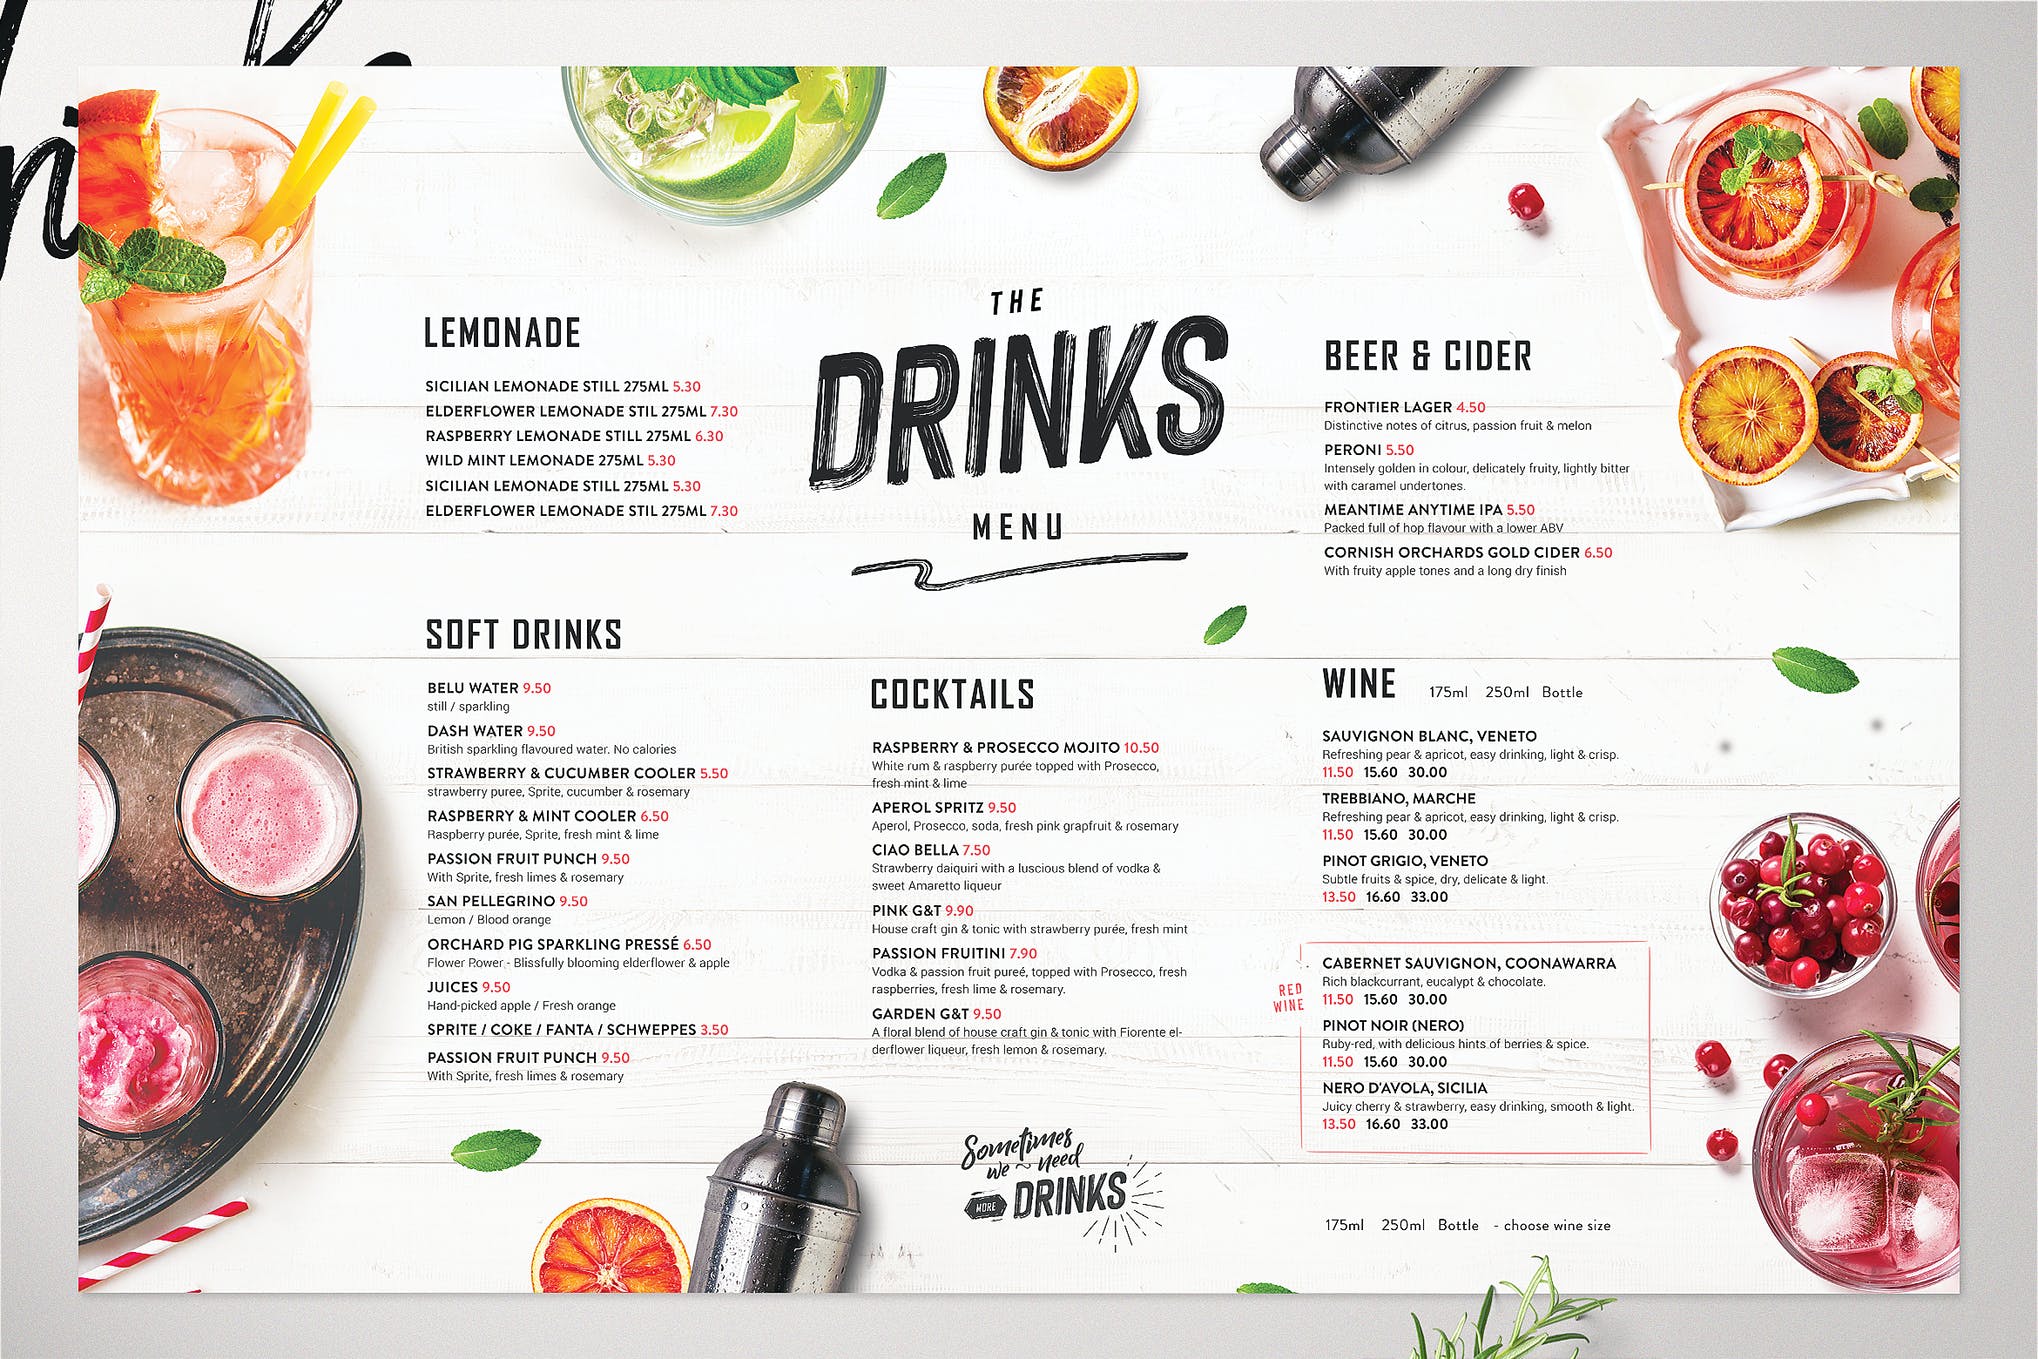 THE
DRINKS
MENU
LEMONADE
SICILIAN LEMONADE STILL 275ML 5.30
ELDERFLOWER LEMONADE STIL 275ML 7.30
RASPBERRY LEMONADE STILL 275ML 6.30
WILD MINT LEMONADE 275ML 5.30
SICILIAN LEMONADE STILL 275ML 5.30
ELDERFLOWER LEMONADE STIL 275ML 7.30
SOFT DRINKS
BELU WATER 9.50
still / sparkling
DASH WATER 9.50
British sparkling flavoured water. No calories
STRAWBERRY & CUCUMBER COOLER 5.50
strawberry puree, Sprite, cucumber & rosemary
RASPBERRY & MINT COOLER 6.50
Raspberry purée, Sprite, fresh mint & lime
PASSION FRUIT PUNCH 9.50
With Sprite, fresh limes & rosemary
SAN PELLEGRINO 9.50
Lemon / Blood orange
ORCHARD PIG SPARKLING PRESSÉ 6.50
Flower Power - Blissfully blooming elderflower & apple
JUICES 9.50
Hand-picked apple / Fresh orange
SPRITE / COKE / FANTA / SCHWEPPES 3.50
PASSION FRUIT PUNCH 9.50
With Sprite, fresh limes & rosemary
COCKTAILS
RASPBERRY & PROSECCO MOJITO 10.50
White rum & raspberry purée topped with Prosecco,
fresh mint & lime
APEROL SPRITZ 9.50
Aperol, Prosecco, soda, fresh pink grapfruit & rosemary
CIAO BELLA 7.50
Strawberry daiquiri with a luscious blend of vodka &
sweet Amaretto liqueur
PINK G&T 9.90
House craft gin & tonic with strawberry purée, fresh mint
PASSION FRUITINI 7.90
Vodka & passion fruit pureé, topped with Prosecco, fresh
raspberries, fresh lime & rosemary.
GARDEN G&T 9.50
A floral blend of house craft gin & tonic with Fiorente el-
derflower liqueur, fresh lemon & rosemary.
Sometimes
we ~ need
MORE DRINKS
BEER & CIDER
FRONTIER LAGER 4.50
Distinctive notes of citrus, passion fruit & melon
PERONI 5.50
Intensely golden in colour, delicately fruity, lightly bitter
with caramel undertones.
MEANTIME ANYTIME IPA 5.50
Packed full of hop flavour with a lower ABV
CORNISH ORCHARDS GOLD CIDER 6.50
With fruity apple tones and a long dry finish
WINE 175ml 250ml Bottle
SAUVIGNON BLANC, VENETO
Refreshing pear & apricot, easy drinking, light & crisp.
11.50 15.60 30.00
TREBBIANO, MARCHE
Refreshing pear & apricot, easy drinking, light & crisp.
11.50 15.60 30.00
PINOT GRIGIO, VENETO
Subtle fruits & spice, dry, delicate & light.
13.50 16.60 33.00
RED
WINE
CABERNET SAUVIGNON, COONAWARRA
Rich blackcurrant, eucalypt & chocolate.
11.50 15.60 30.00
PINOT NOIR (NERO)
Ruby-red, with delicious hints of berries & spice.
11.50 15.60 30.00
NERO D'AVOLA, SICILIA
Juicy cherry & strawberry, easy drinking, smooth & light.
13.50 16.60 33.00
175ml 250ml Bottle - choose wine size